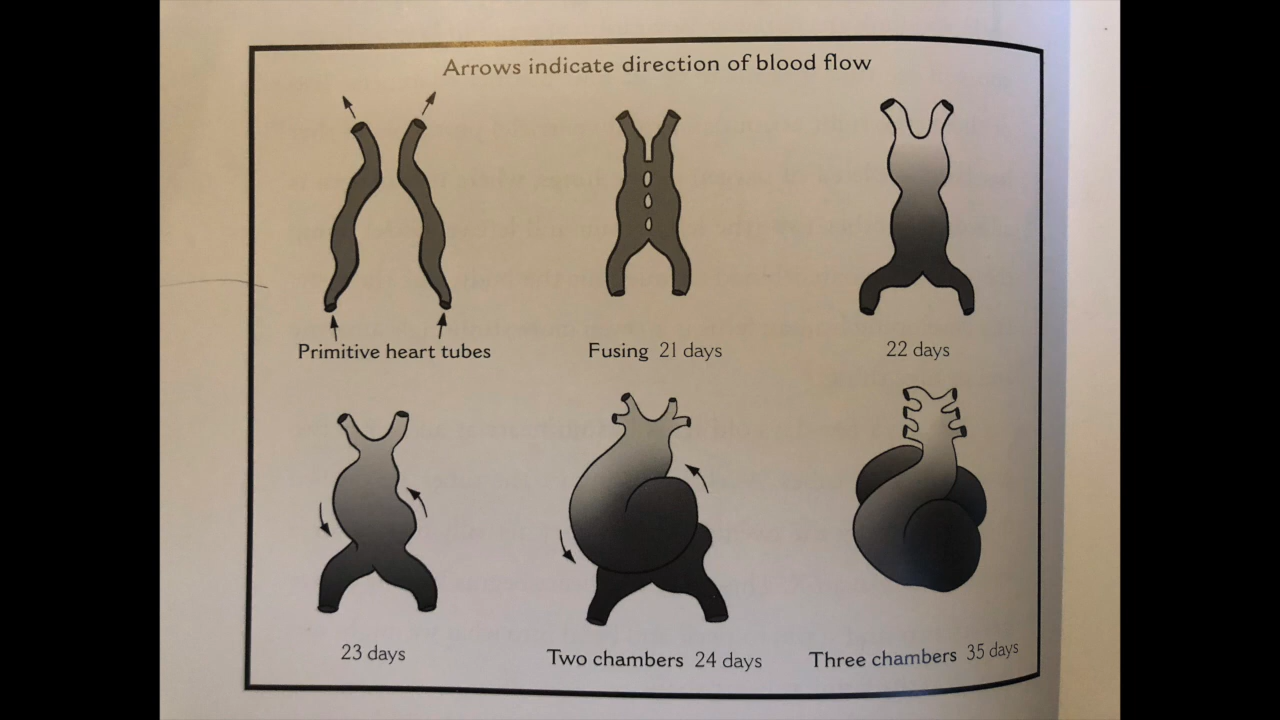 Arrows indicate direction of blood flow
Primitive heart tubes
Fusing 21 days
22 days
23 days
Two chambers 24 days
Three chambers 35 days